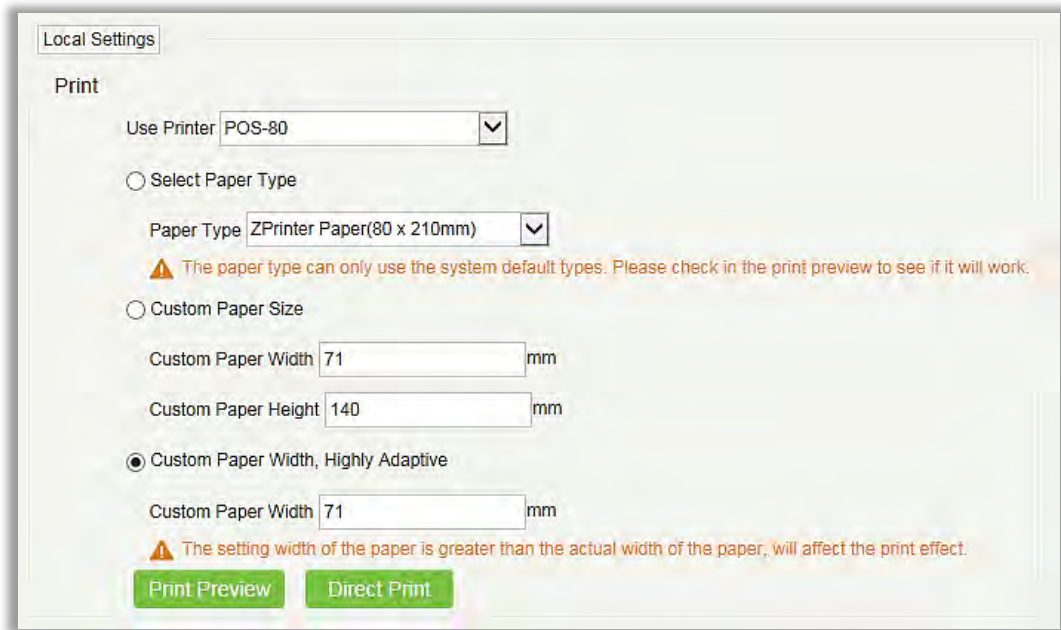 Local Settings
Print
Use Printer POS-80
Select Paper Type
Paper Type ZPrinter Paper(80 x 210mm)
The paper type can only use the system default types. Please check in the print preview to see if it will work.
Custom Paper Size
Custom Paper Width 71 mm
Custom Paper Height 140 mm
Custom Paper Width, Highly Adaptive
Custom Paper Width 71 mm
The setting width of the paper is greater than the actual width of the paper, will affect the print effect.
Print Preview Direct Print